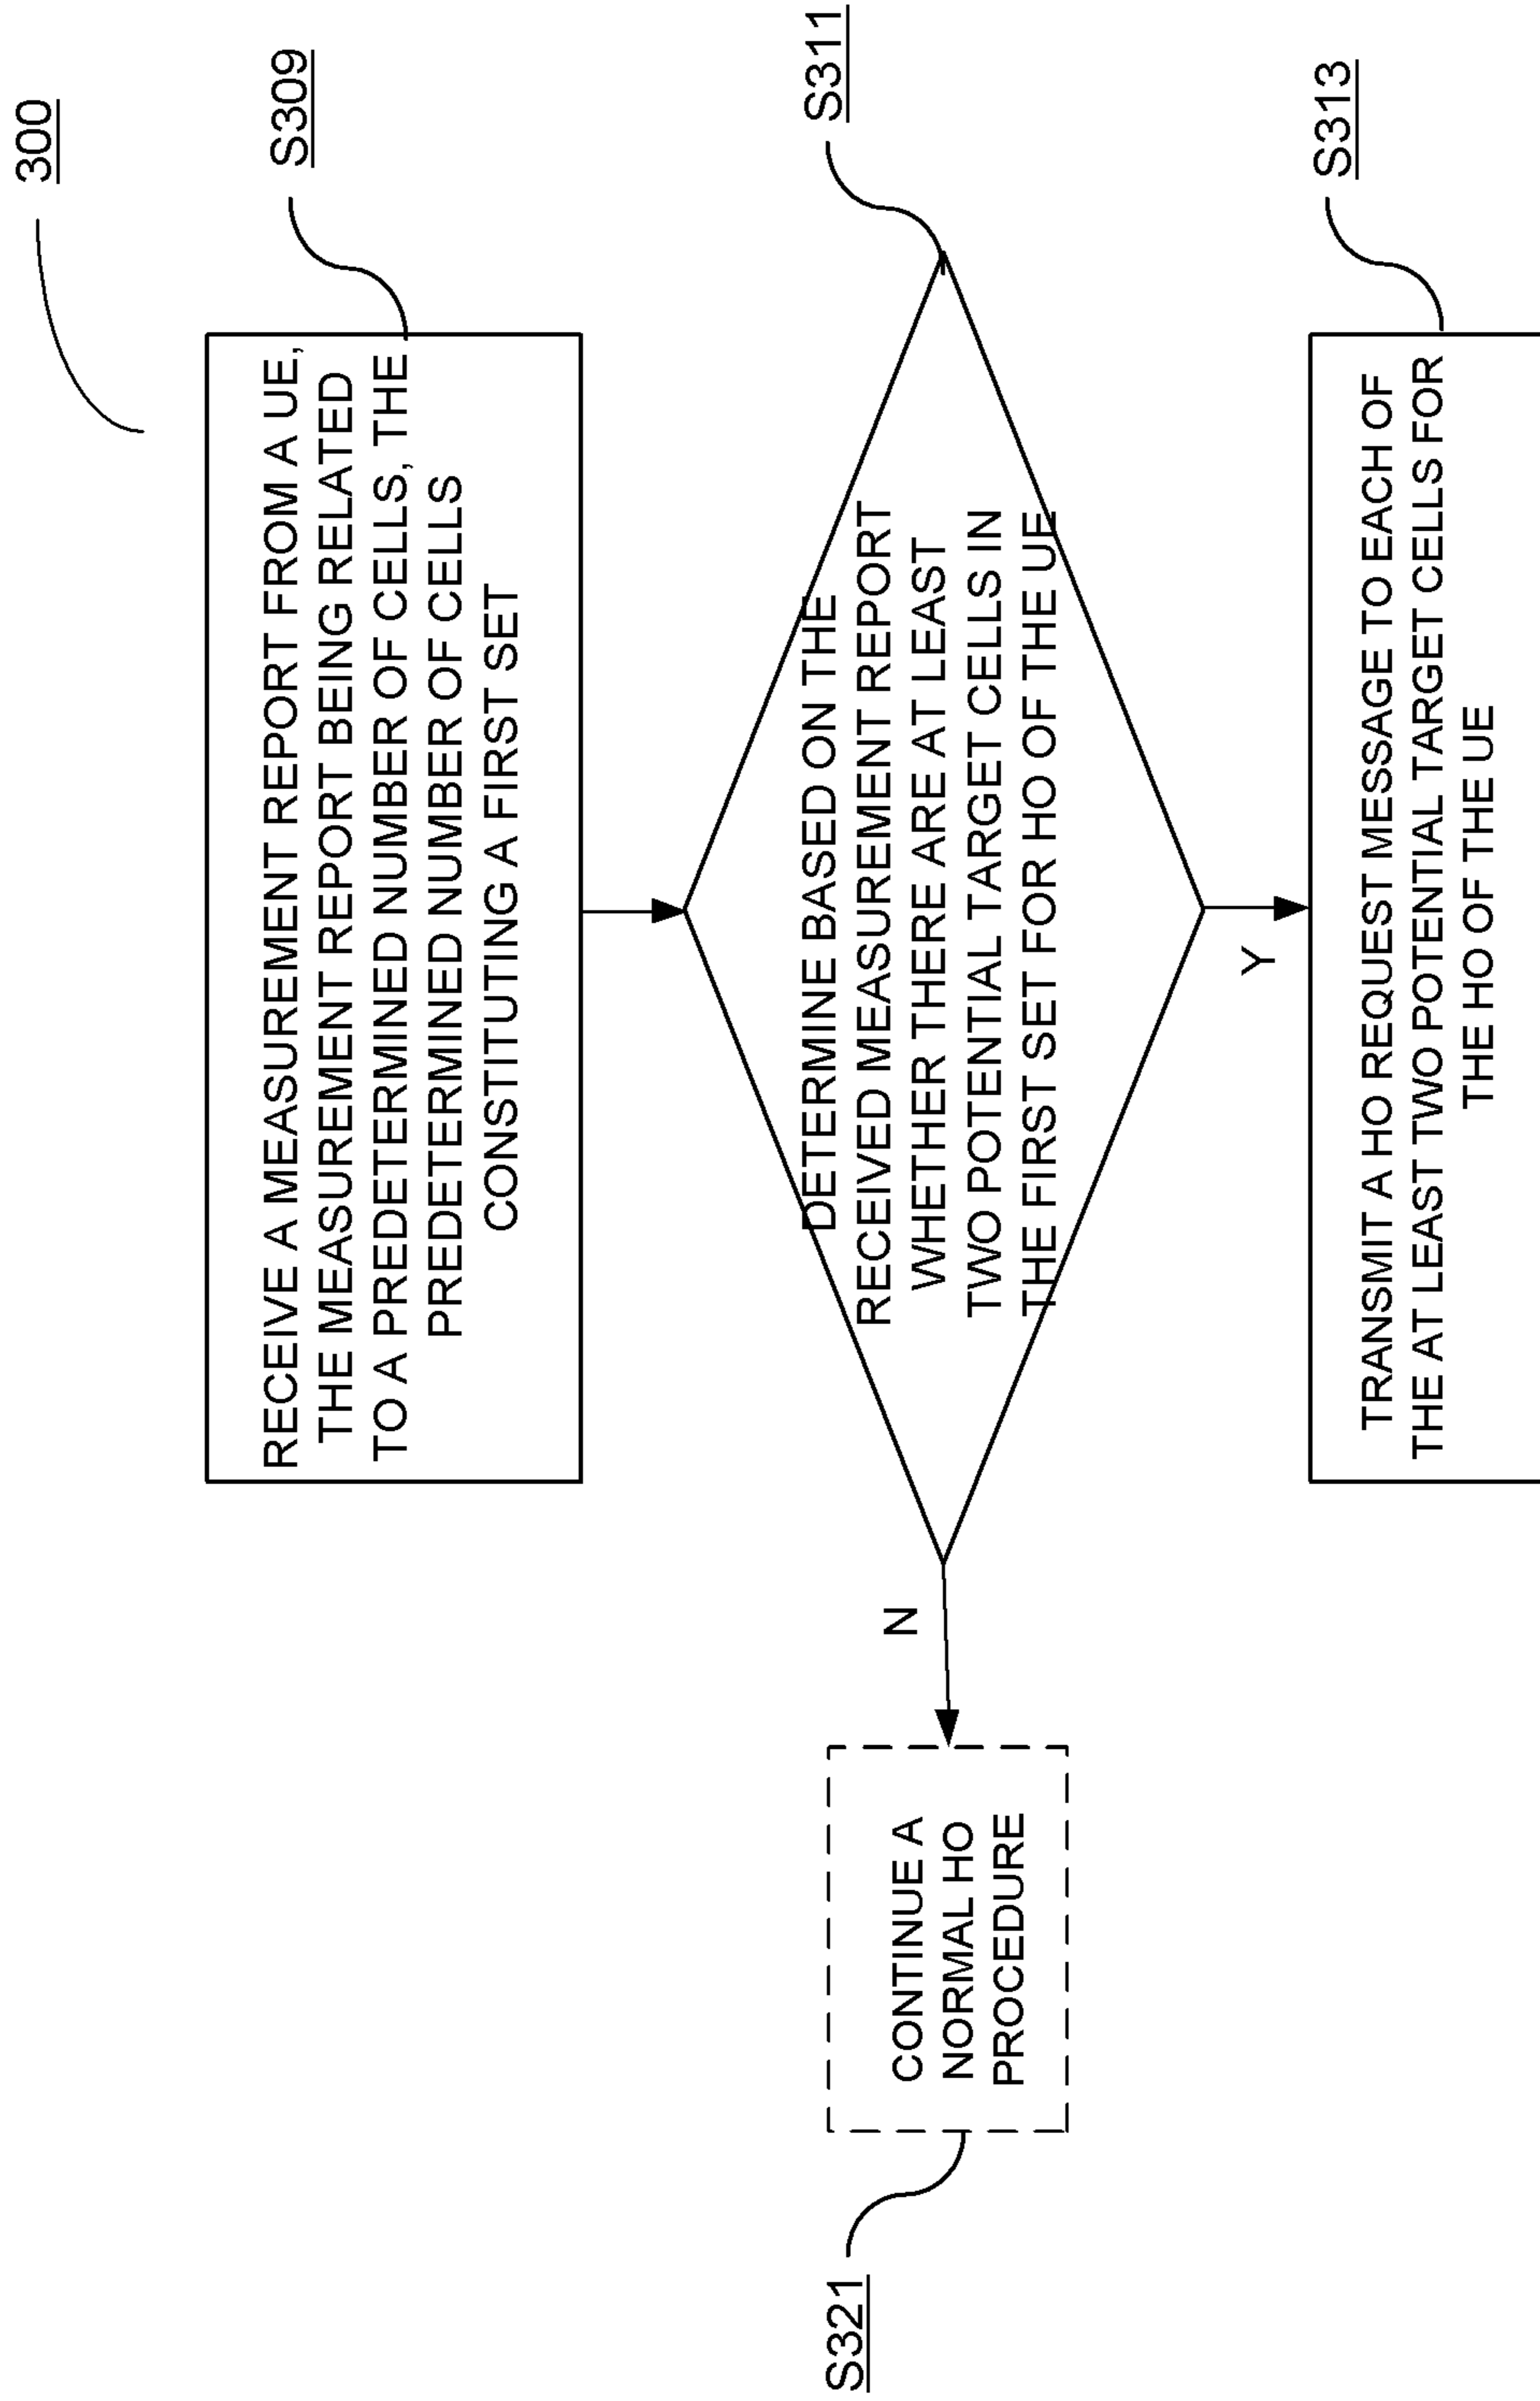 300
S309
RECEIVE A MEASUREMENT REPORT FROM A UE,
THE MEASUREMENT REPORT BEING RELATED
TO A PREDETERMINED NUMBER OF CELLS, THE
PREDETERMINED NUMBER OF CELLS
CONSTITUTING A FIRST SET
S311
DETERMINE BASED ON THE
RECEIVED MEASUREMENT REPORT
WHETHER THERE ARE AT LEAST
TWO POTENTIAL TARGET CELLS IN
THE FIRST SET FOR HO OF THE UE
N
CONTINUE A
NORMAL HO
PROCEDURE
S321
Y
S313
TRANSMIT A HO REQUEST MESSAGE TO EACH OF
THE AT LEAST TWO POTENTIAL TARGET CELLS FOR
THE HO OF THE UE